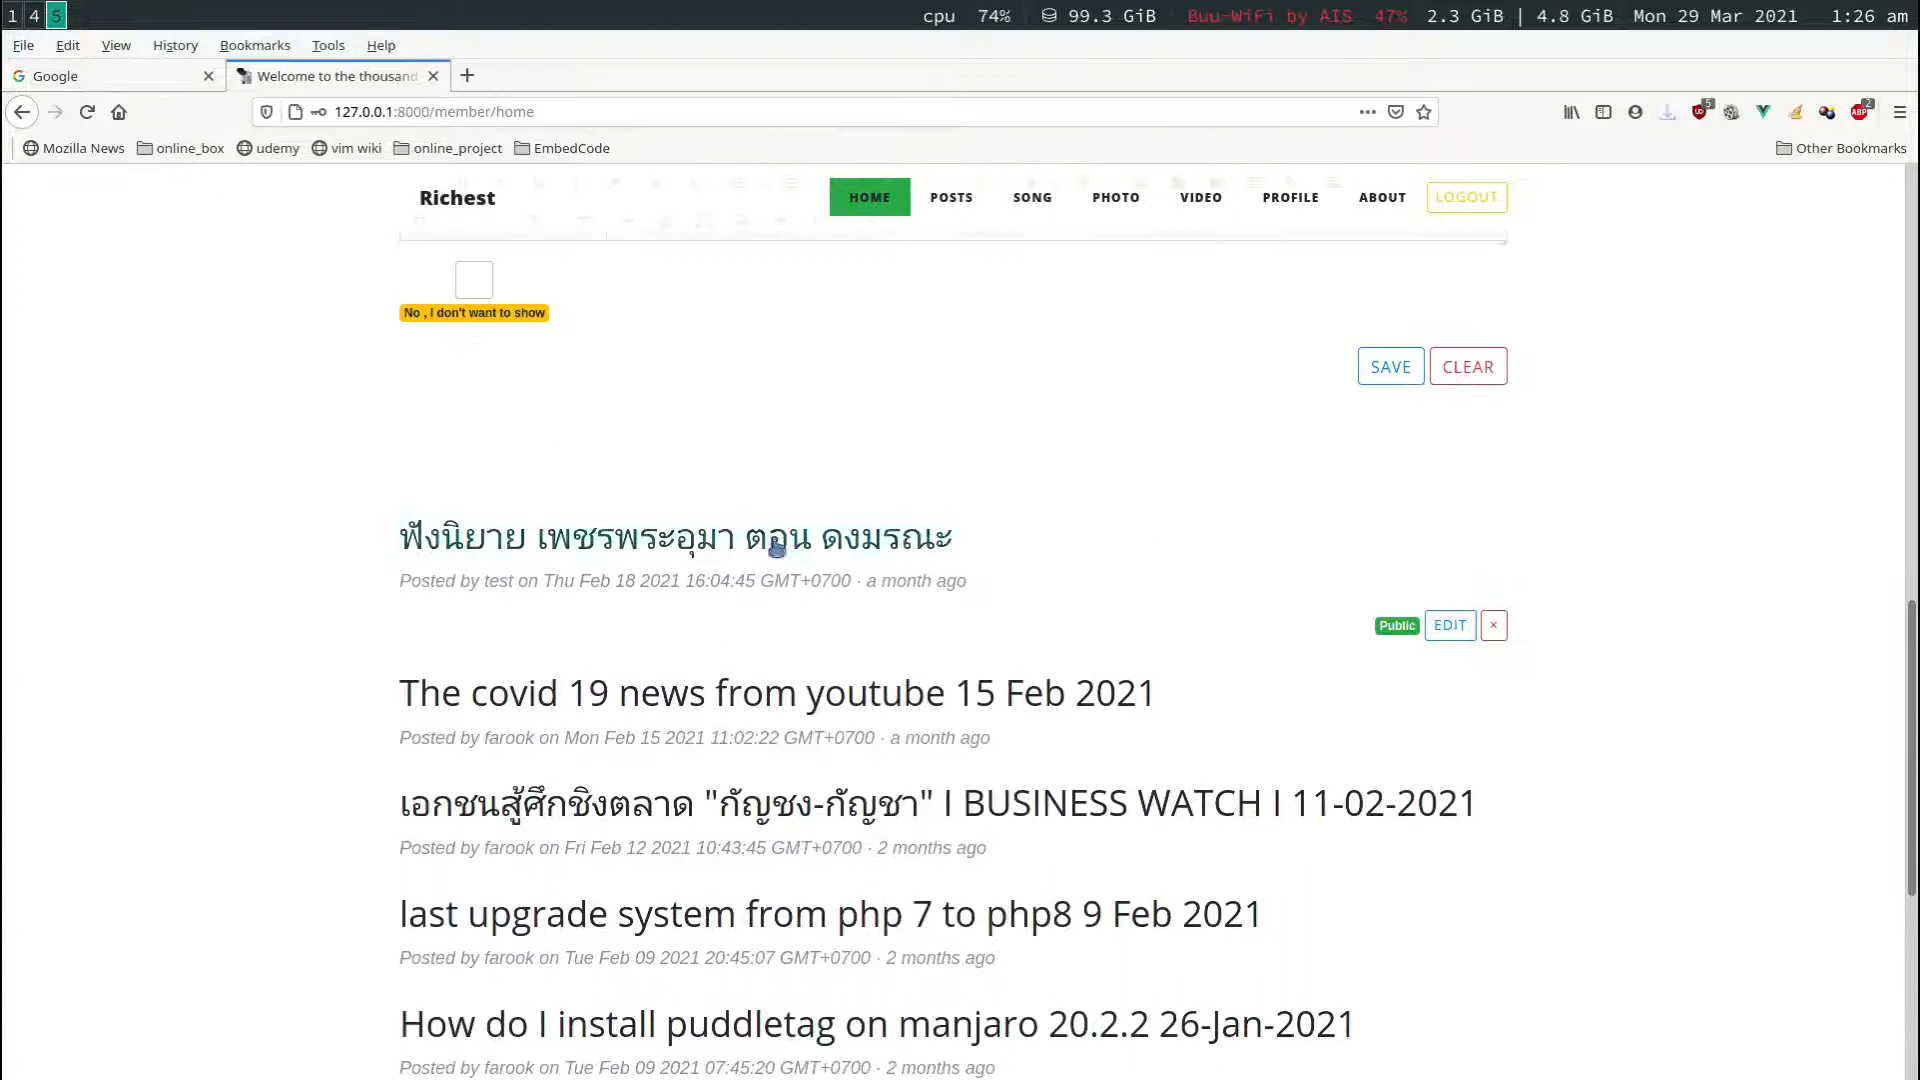 1 4 5 cpu 74% 99.3 GiB Buu-WiFi by AIS 47% 2.3 GiB | 4.8 GiB Mon 29 Mar 2021 1:26 am
File Edit View History Bookmarks Tools Help
Google Welcome to the thousand
127.0.0.1:8000/member/home 5 2
Mozilla News online_box udemy vim wiki online_project EmbedCode Other Bookmarks
Richest HOME POSTS SONG PHOTO VIDEO PROFILE ABOUT LOGOUT
No , I don't want to show
SAVE CLEAR
ฟังนิยาย เพชรพระอุมา ตอน ดงมรณะ
Posted by test on Thu Feb 18 2021 16:04:45 GMT+0700 · a month ago
Public EDIT ×
The covid 19 news from youtube 15 Feb 2021
Posted by farook on Mon Feb 15 2021 11:02:22 GMT+0700 · a month ago
เอกชนสู้ศึกชิงตลาด "กัญชง-กัญชา" I BUSINESS WATCH I 11-02-2021
Posted by farook on Fri Feb 12 2021 10:43:45 GMT+0700 · 2 months ago
last upgrade system from php 7 to php8 9 Feb 2021
Posted by farook on Tue Feb 09 2021 20:45:07 GMT+0700 · 2 months ago
How do I install puddletag on manjaro 20.2.2 26-Jan-2021
Posted by farook on Tue Feb 09 2021 07:45:20 GMT+0700 · 2 months ago